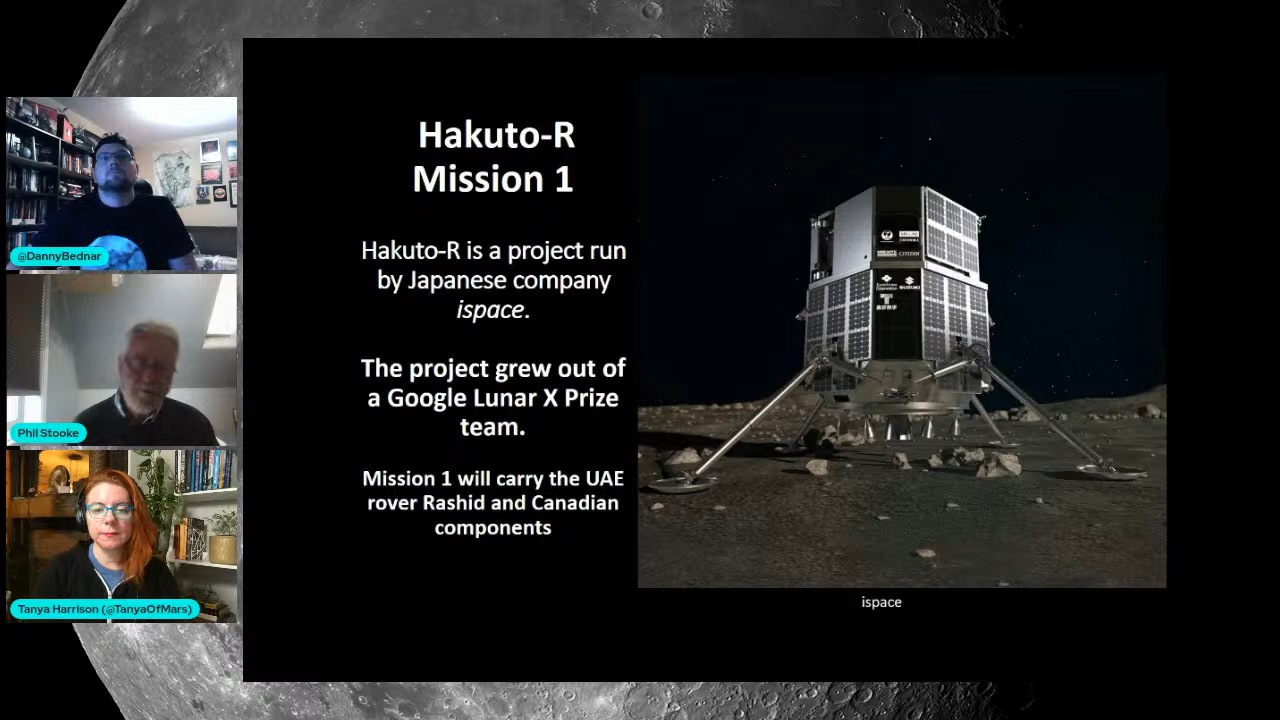 @DannyBednar
Phil Stooke
Tanya Harrison (@TanyaOfMars)
Hakuto-R
Mission 1
Hakuto-R is a project run
by Japanese company
ispace.
The project grew out of
a Google Lunar X Prize
team.
Mission 1 will carry the UAE
rover Rashid and Canadian
components
CITIZEN
SUZUKI
ispace